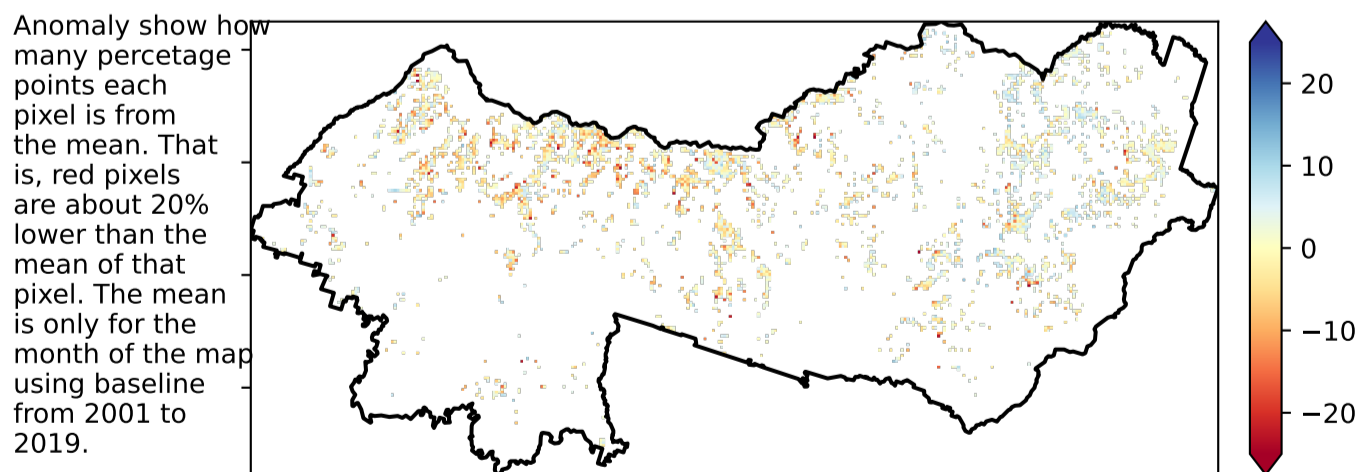 Anomaly show how
many percetage
points each
pixel is from
the mean. That
is, red pixels
are about 20%
lower than the
mean of that
pixel. The mean
is only for the
month of the map
using baseline
from 2001 to
2019.
20
10
0
−10
−20